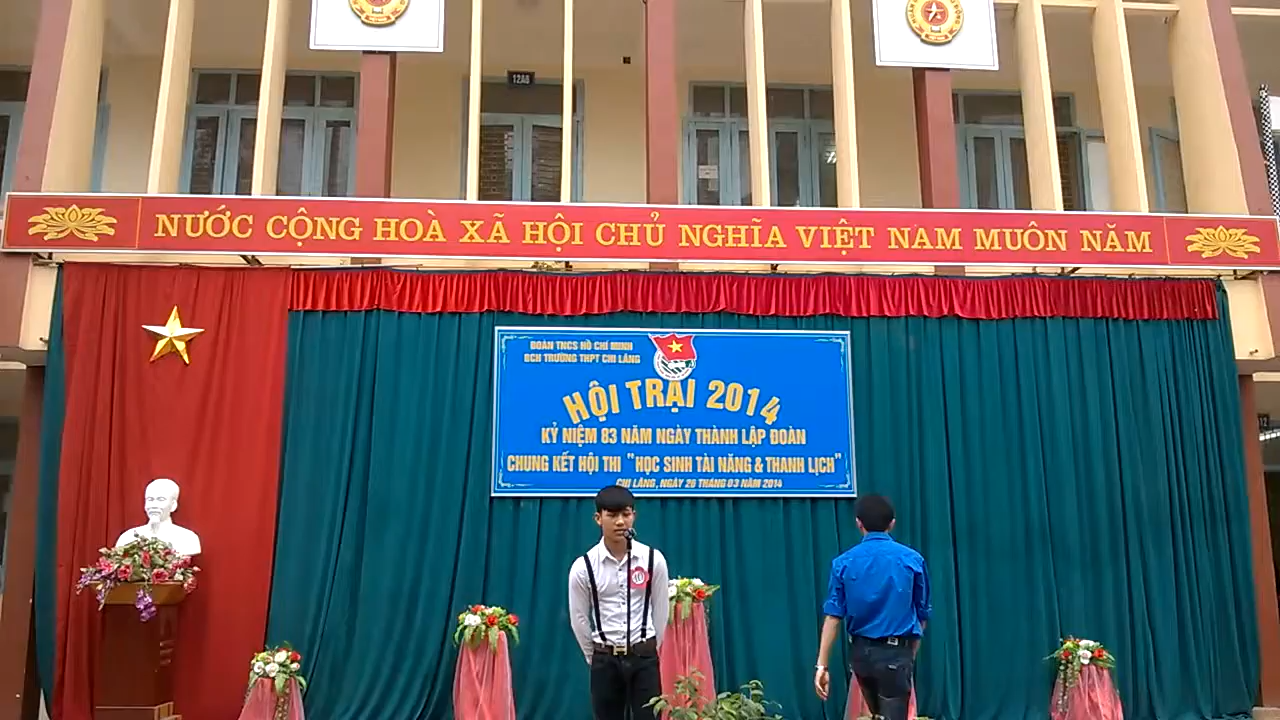 12A8
NƯỚC CỘNG HOÀ XÃ HỘI CHỦ NGHĨA VIỆT NAM MUÔN NĂM
ĐOÀN TNCS HỒ CHÍ MINH
BCH TRƯỜNG THPT CHI LĂNG
HỘI TRẠI 2014
KỶ NIỆM 83 NĂM NGÀY THÀNH LẬP ĐOÀN
CHUNG KẾT HỘI THI "HỌC SINH TÀI NĂNG & THANH LỊCH"
CHI LĂNG, NGÀY 26 THÁNG 03 NĂM 2014